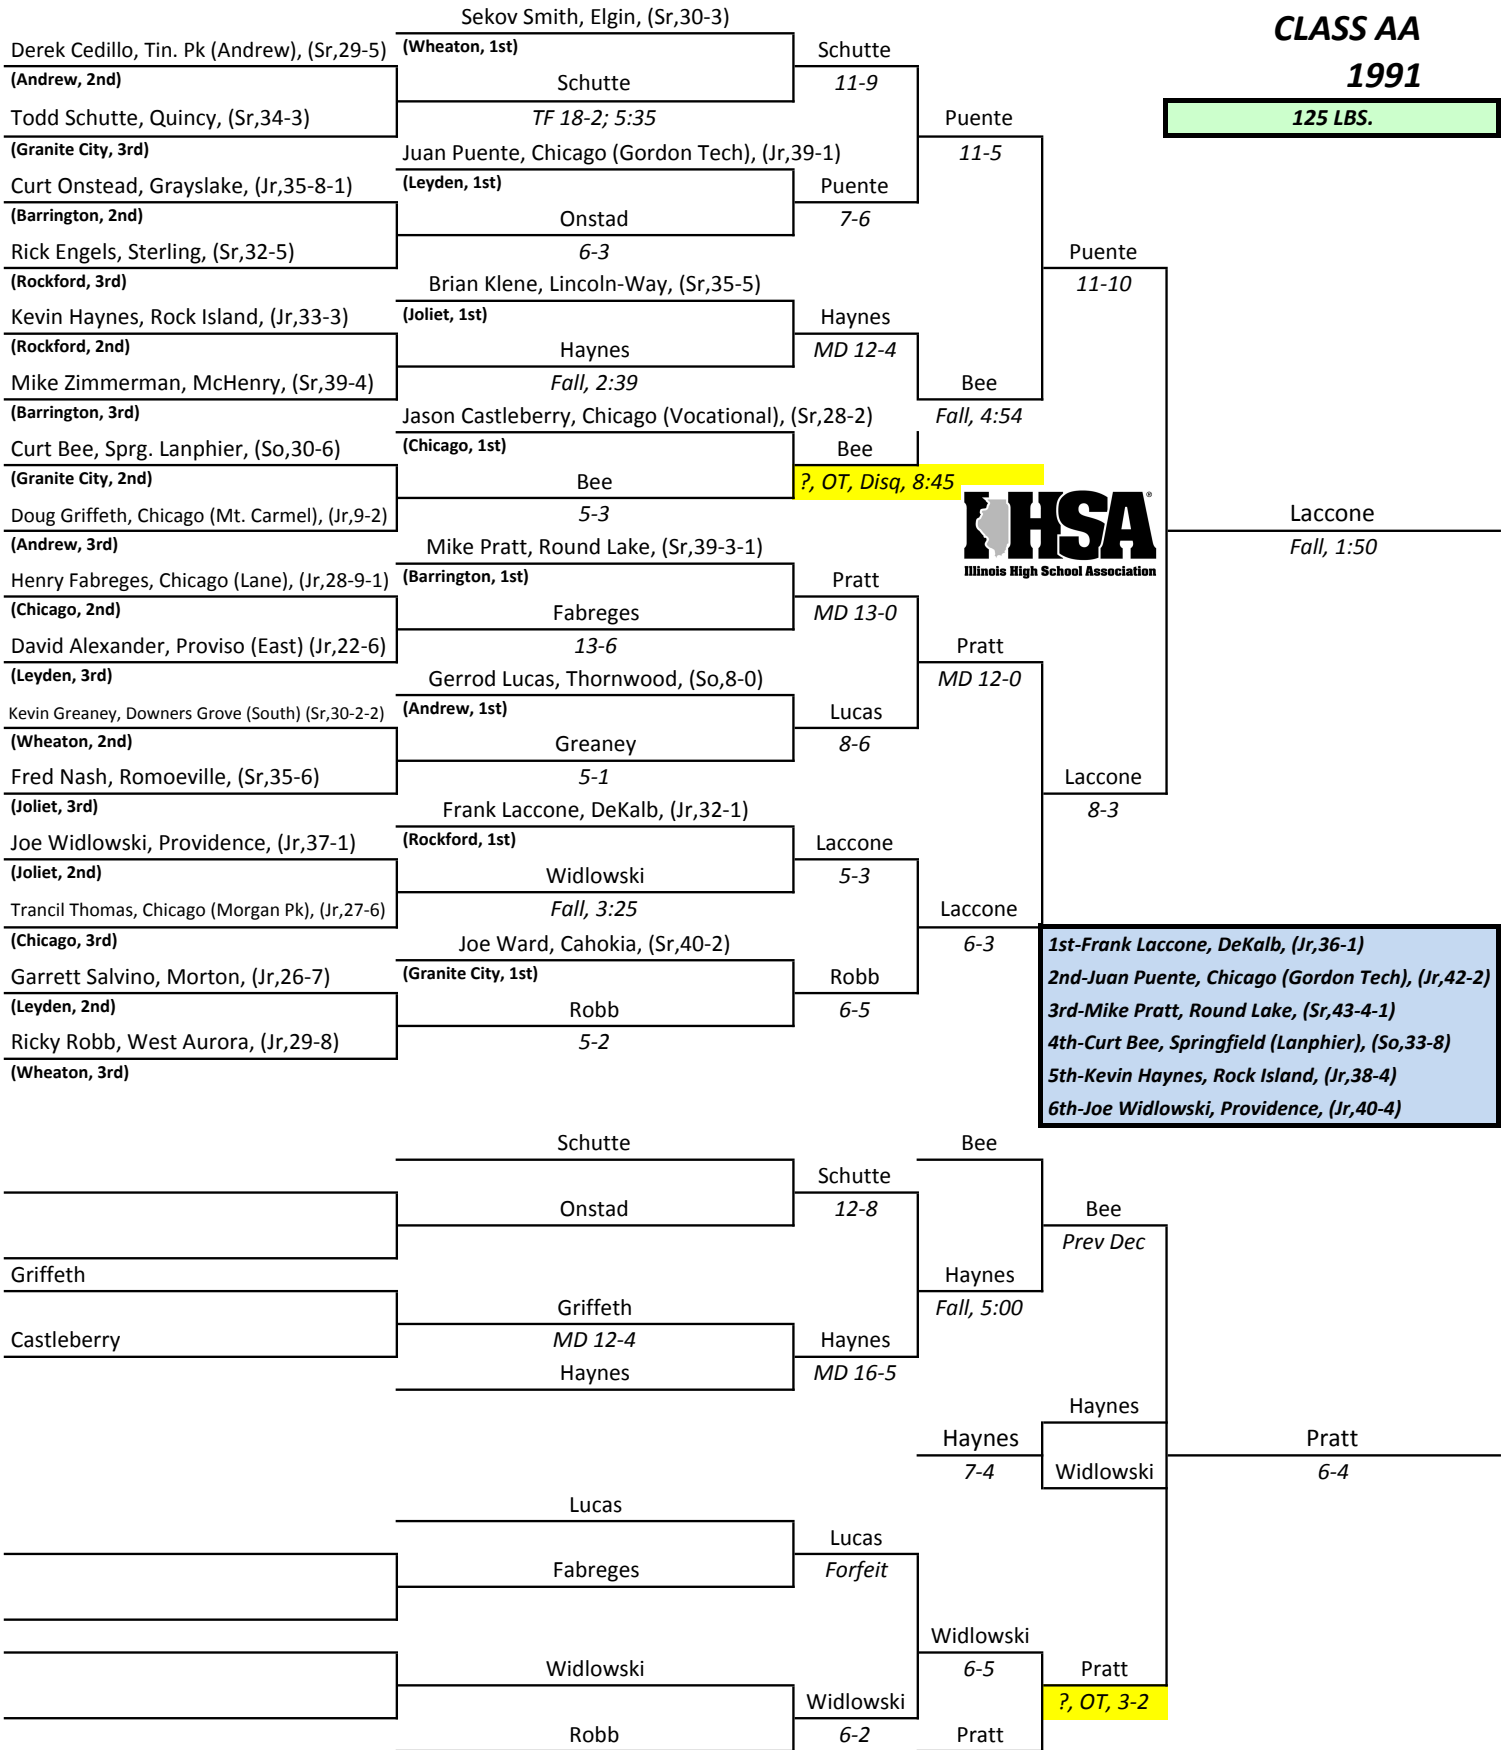 CLASS AA
1991
125 LBS.
Derek Cedillo, Tin. Pk (Andrew), (Sr,29-5)
(Andrew, 2nd)
Todd Schutte, Quincy, (Sr,34-3)
(Granite City, 3rd)
Curt Onstead, Grayslake, (Jr,35-8-1)
(Barrington, 2nd)
Rick Engels, Sterling, (Sr,32-5)
(Rockford, 3rd)
Kevin Haynes, Rock Island, (Jr,33-3)
(Rockford, 2nd)
Mike Zimmerman, McHenry, (Sr,39-4)
(Barrington, 3rd)
Curt Bee, Sprg. Lanphier, (So,30-6)
(Granite City, 2nd)
Doug Griffeth, Chicago (Mt. Carmel), (Jr,9-2)
(Andrew, 3rd)
Henry Fabreges, Chicago (Lane), (Jr,28-9-1)
(Chicago, 2nd)
David Alexander, Proviso (East) (Jr,22-6)
(Leyden, 3rd)
Kevin Greaney, Downers Grove (South) (Sr,30-2-2)
(Wheaton, 2nd)
Fred Nash, Romoeville, (Sr,35-6)
(Joliet, 3rd)
Joe Widlowski, Providence, (Jr,37-1)
(Joliet, 2nd)
Trancil Thomas, Chicago (Morgan Pk), (Jr,27-6)
(Chicago, 3rd)
Garrett Salvino, Morton, (Jr,26-7)
(Leyden, 2nd)
Ricky Robb, West Aurora, (Jr,29-8)
(Wheaton, 3rd)
Sekov Smith, Elgin, (Sr,30-3)
(Wheaton, 1st)
Schutte
TF 18-2; 5:35
Juan Puente, Chicago (Gordon Tech), (Jr,39-1)
(Leyden, 1st)
Onstad
6-3
Brian Klene, Lincoln-Way, (Sr,35-5)
(Joliet, 1st)
Haynes
Fall, 2:39
Jason Castleberry, Chicago (Vocational), (Sr,28-2)
(Chicago, 1st)
Bee
5-3
Mike Pratt, Round Lake, (Sr,39-3-1)
(Barrington, 1st)
Fabreges
13-6
Gerrod Lucas, Thornwood, (So,8-0)
(Andrew, 1st)
Greaney
5-1
Frank Laccone, DeKalb, (Jr,32-1)
(Rockford, 1st)
Widlowski
Fall, 3:25
Joe Ward, Cahokia, (Sr,40-2)
(Granite City, 1st)
Robb
5-2
Schutte
11-9
Puente
7-6
Haynes
MD 12-4
Bee
?, OT, Disq, 8:45
Pratt
MD 13-0
Lucas
8-6
Laccone
5-3
Robb
6-5
Puente
11-5
Bee
Fall, 4:54
Pratt
MD 12-0
Laccone
6-3
Puente
11-10
Laccone
8-3
IHSA
®
Illinois High School Association
Laccone
Fall, 1:50
1st-Frank Laccone, DeKalb, (Jr,36-1)
2nd-Juan Puente, Chicago (Gordon Tech), (Jr,42-2)
3rd-Mike Pratt, Round Lake, (Sr,43-4-1)
4th-Curt Bee, Springfield (Lanphier), (So,33-8)
5th-Kevin Haynes, Rock Island, (Jr,38-4)
6th-Joe Widlowski, Providence, (Jr,40-4)
Griffeth
Castleberry
Schutte
Onstad
Griffeth
MD 12-4
Haynes
Lucas
Fabreges
Widlowski
Robb
Schutte
12-8
Haynes
MD 16-5
Lucas
Forfeit
Widlowski
6-2
Bee
Haynes
Fall, 5:00
Haynes
7-4
Widlowski
6-5
Pratt
Bee
Prev Dec
Haynes
Widlowski
Pratt
?, OT, 3-2
Pratt
6-4